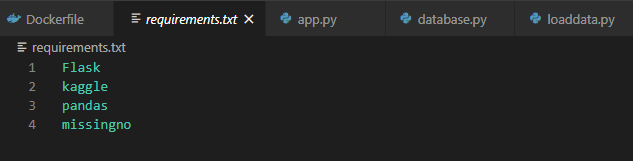 Dockerfile requirements.txt app.py database.py loaddata.py
requirements.txt
1 Flask
2 kaggle
3 pandas
4 missingno